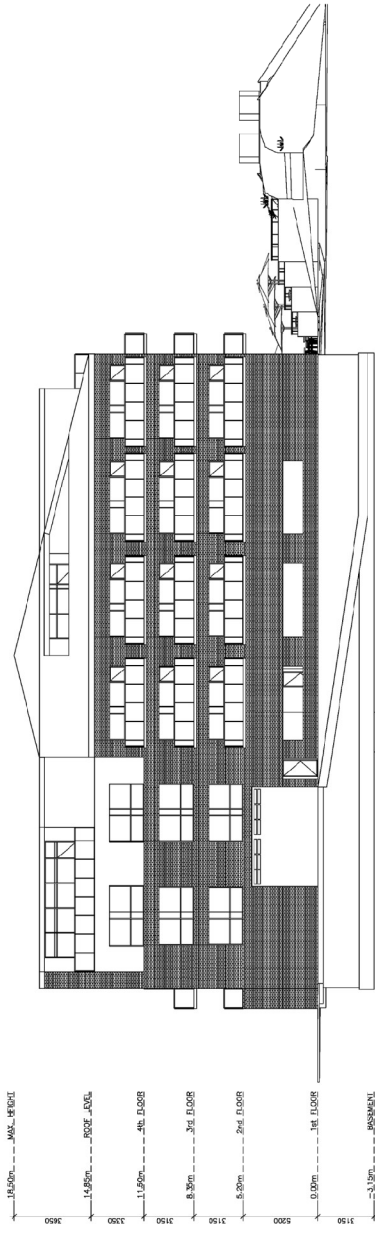 18.50m MAX. HEIGHT
3650
14.85m ROOF LEVEL
3350
11.50m 4th FLOOR
3150
8.35m 3rd FLOOR
3150
5.20m 2nd FLOOR
5200
0.00m 1st FLOOR
3150
-3.15m BASEMENT